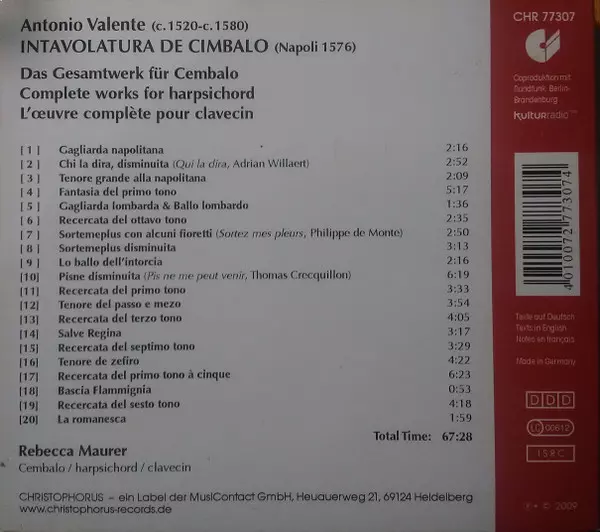 Antonio Valente (c.1520-c.1580)
INTAVOLATURA DE CIMBALO (Napoli 1576)
Das Gesamtwerk für Cembalo
Complete works for harpsichord
L'œuvre complète pour clavecin
[ 1 ] Gagliarda napolitana 2:16
[ 2 ] Chi la dira, disminuita (Qui la dira, Adrian Willaert) 2:52
[ 3 ] Tenore grande alla napolitana 2:09
[ 4 ] Fantasia del primo tono 5:17
[ 5 ] Gagliarda lombarda & Ballo lombardo 1:36
[ 6 ] Recercata del ottavo tono 2:35
[ 7 ] Sortemeplus con alcuni fioretti (Sortez mes pleurs, Philippe de Monte) 2:50
[ 8 ] Sortemeplus disminuita 3:13
[ 9 ] Lo ballo dell'intorcia 2:16
[10] Pisne disminuita (Pis ne me peut venir, Thomas Crecquillon) 6:19
[11] Recercata del primo tono 3:33
[12] Tenore del passo e mezo 3:54
[13] Recercata del terzo tono 4:05
[14] Salve Regina 3:17
[15] Recercata del septimo tono 3:29
[16] Tenore de zefiro 4:22
[17] Recercata del primo tono à cinque 6:23
[18] Bascia Flammignia 0:53
[19] Recercata del sesto tono 4:18
[20] La romanesca 1:59
Total Time: 67:28
Rebecca Maurer
Cembalo / harpsichord / clavecin
CHRISTOPHORUS – ein Label der MusiContact GmbH, Heuauerweg 21, 69124 Heidelberg
www.christophorus-records.de
CHR 77307
Coproduktion mit
Rundfunk Berlin-
Brandenburg
kulturradio
4010072773074
Texte auf Deutsch
Texts in English
Notes en français
Made in Germany
DDD
LC 00612
ISRC
℗ + © 2009